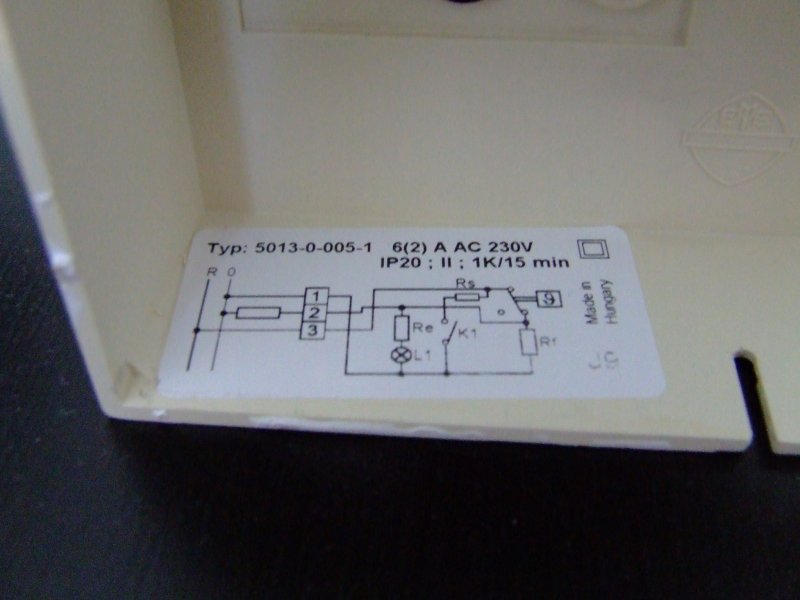 Typ: 5013-0-005-1 6(2) A AC 230V
IP20 ; II ; 1K/15 min
R 0
1
2
3
Rs
Re
L1
K1
Rf
Made in
Hungary